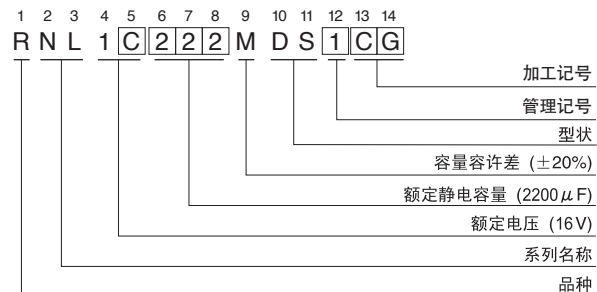 1 2 3 4 5 6 7 8 9 10 11 12 13 14
R N L 1 C 2 2 2 M D S 1 C G
加工记号
管理记号
型状
容量容许差 (±20%)
额定静电容量 (2200μF)
额定电压 (16V)
系列名称
品种